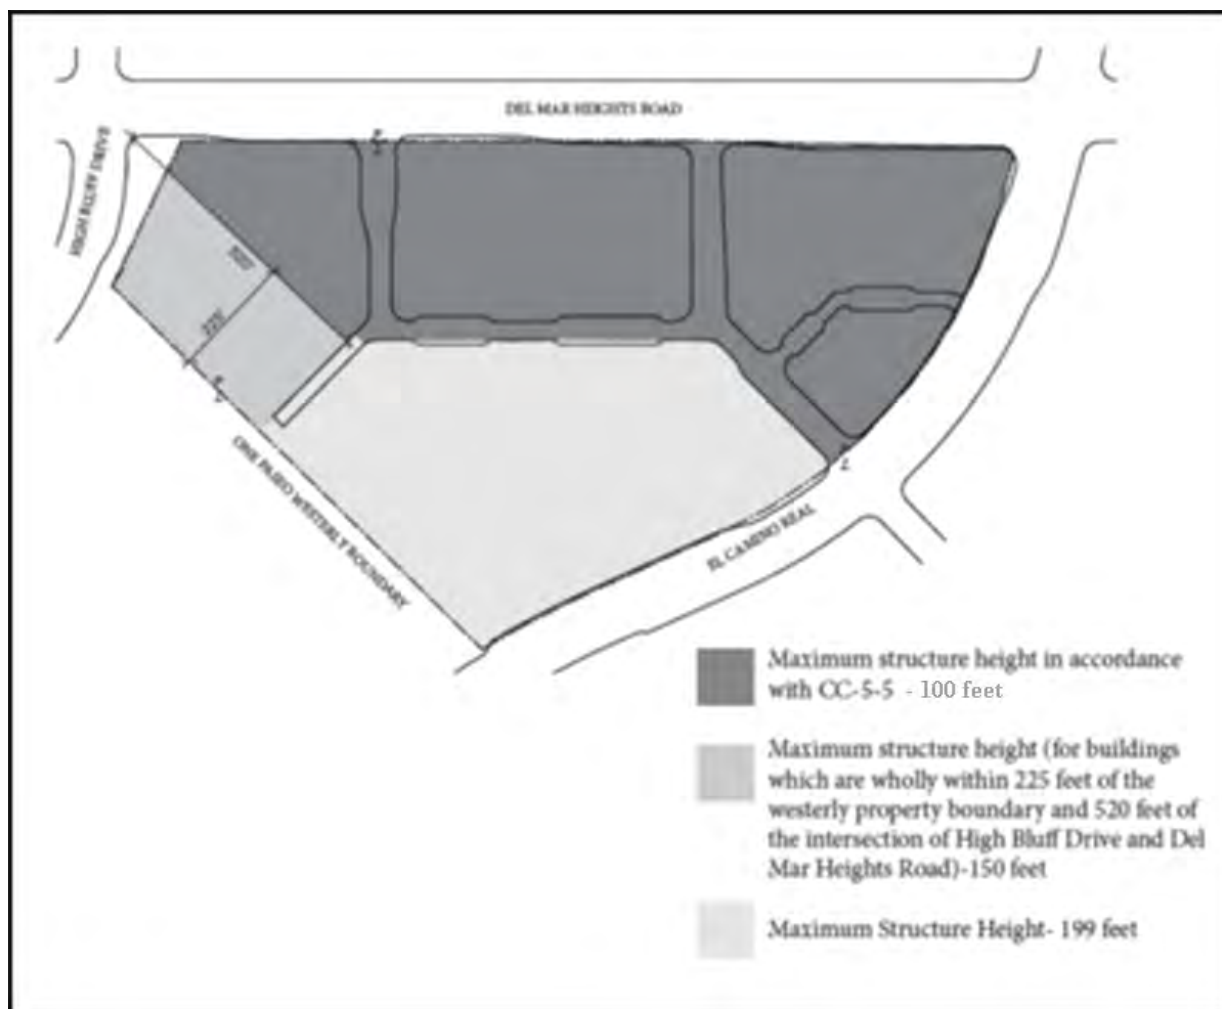 DEL MAR HEIGHTS ROAD
HIGH BLUFF DRIVE
225'
ONE PASEO WESTERLY BOUNDARY
EL CAMINO REAL
Maximum structure height in accordance
with CC-5-5 - 100 feet
Maximum structure height (for buildings
which are wholly within 225 feet of the
westerly property boundary and 520 feet of
the intersection of High Bluff Drive and Del
Mar Heights Road)-150 feet
Maximum Structure Height- 199 feet